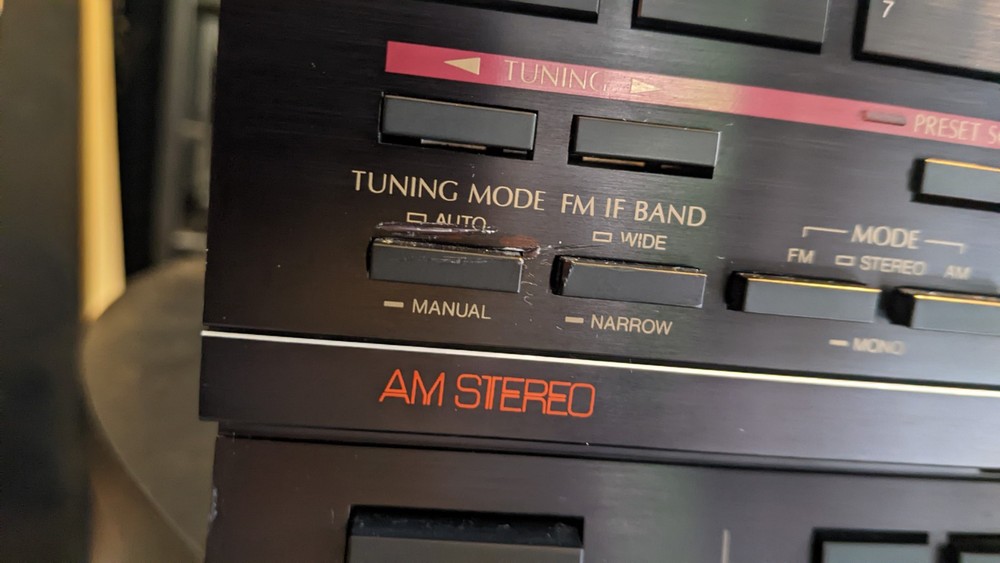 7
◀ TUNING ▶
PRESET S
TUNING MODE FM IF BAND
AUTO
WIDE
MODE
FM STEREO AM
MANUAL
NARROW
MONO
AM STEREO